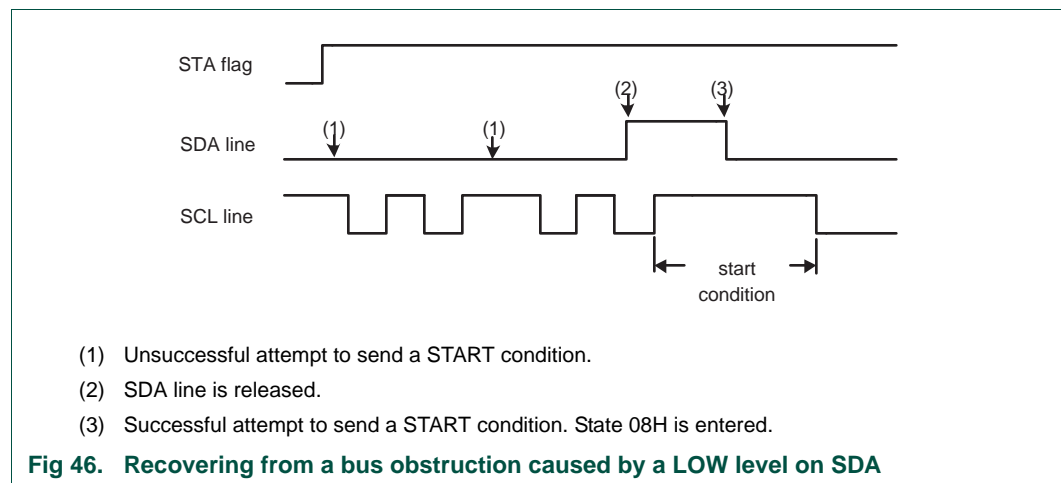 STA flag
(2) (3)
(1) (1)
SDA line
SCL line
start
condition
(1) Unsuccessful attempt to send a START condition.
(2) SDA line is released.
(3) Successful attempt to send a START condition. State 08H is entered.
Fig 46. Recovering from a bus obstruction caused by a LOW level on SDA